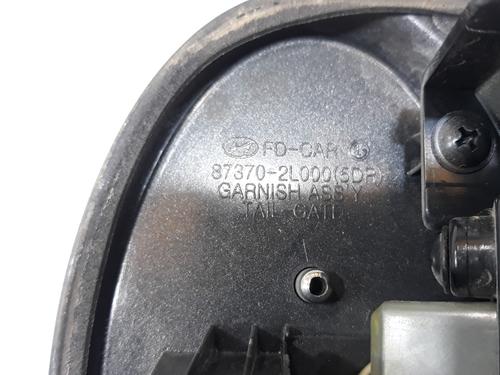 FD-CAR
87370-2L000(5DR)
GARNISH ASS'Y
TAIL GATE